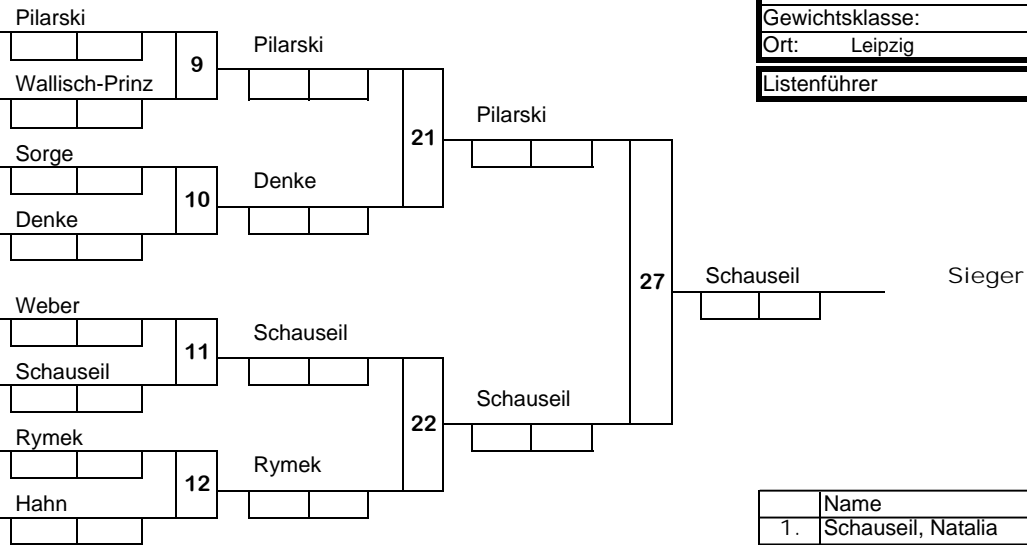 Pilarski
Gewichtsklasse:
Ort: Leipzig
Pilarski
9
Wallisch-Prinz
Listenführer
Pilarski
21
Sorge
Denke
10
Denke
27
Schauseil
Sieger
Weber
Schauseil
11
Schauseil
Schauseil
22
Rymek
Rymek
12
Hahn
Name
1. Schauseil, Natalia